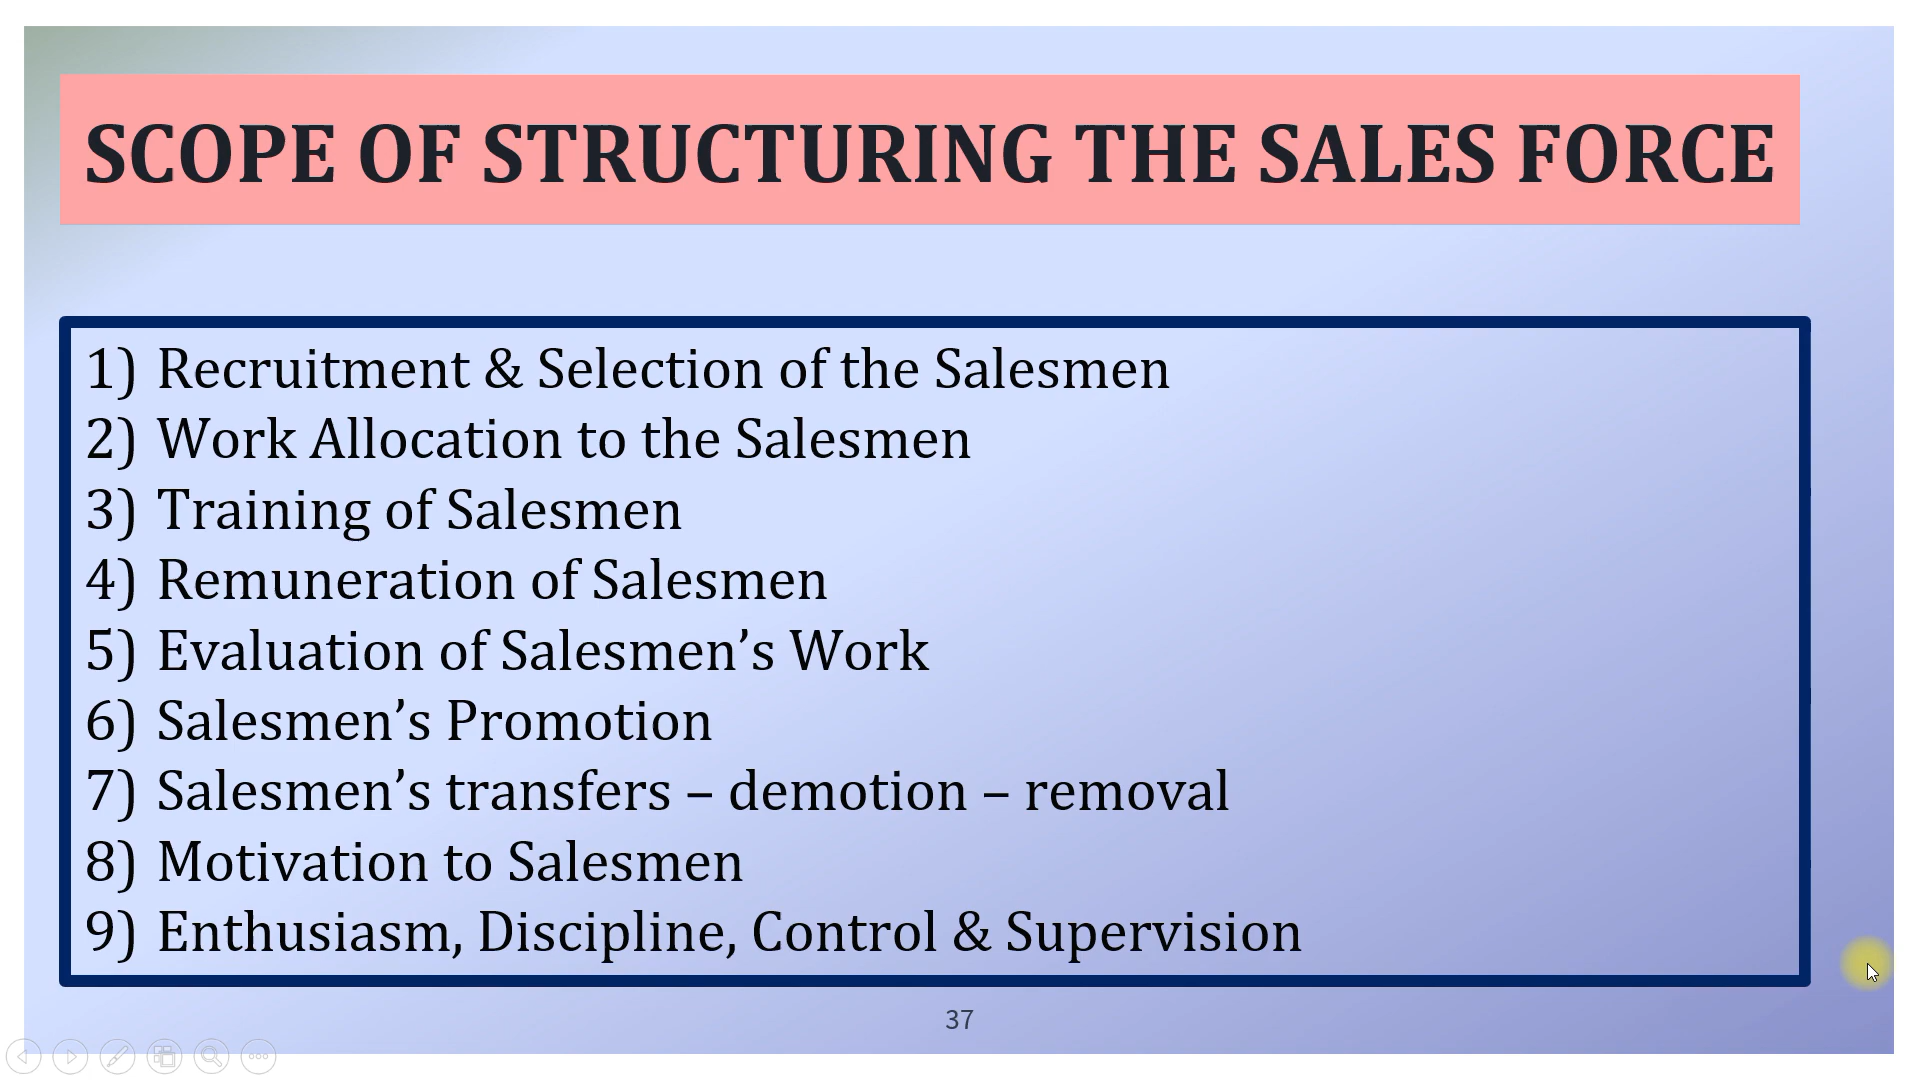 SCOPE OF STRUCTURING THE SALES FORCE
1) Recruitment & Selection of the Salesmen
2) Work Allocation to the Salesmen
3) Training of Salesmen
4) Remuneration of Salesmen
5) Evaluation of Salesmen’s Work
6) Salesmen’s Promotion
7) Salesmen’s transfers – demotion – removal
8) Motivation to Salesmen
9) Enthusiasm, Discipline, Control & Supervision
37